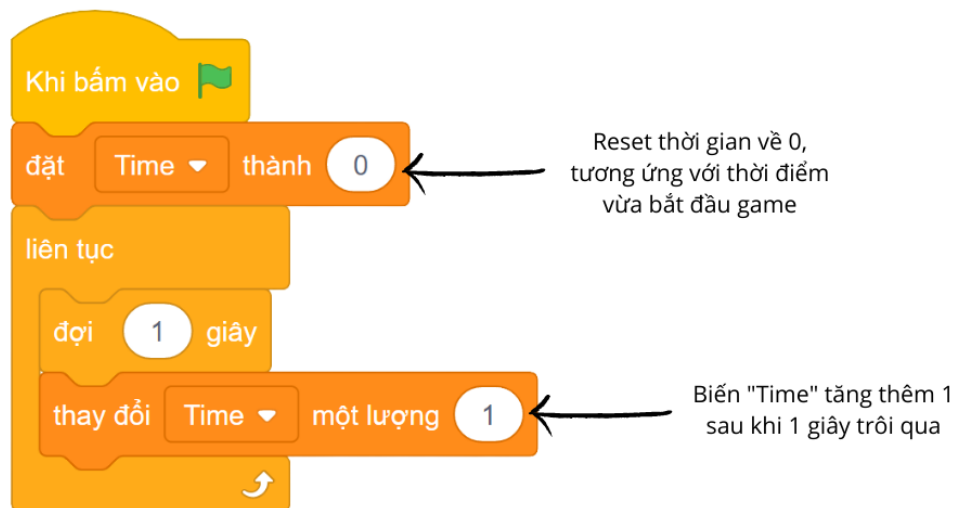 Khi bấm vào
đặt Time thành 0
Reset thời gian về 0,
tương ứng với thời điểm
vừa bắt đầu game
liên tục
đợi 1 giây
thay đổi Time một lượng 1
Biến "Time" tăng thêm 1
sau khi 1 giây trôi qua